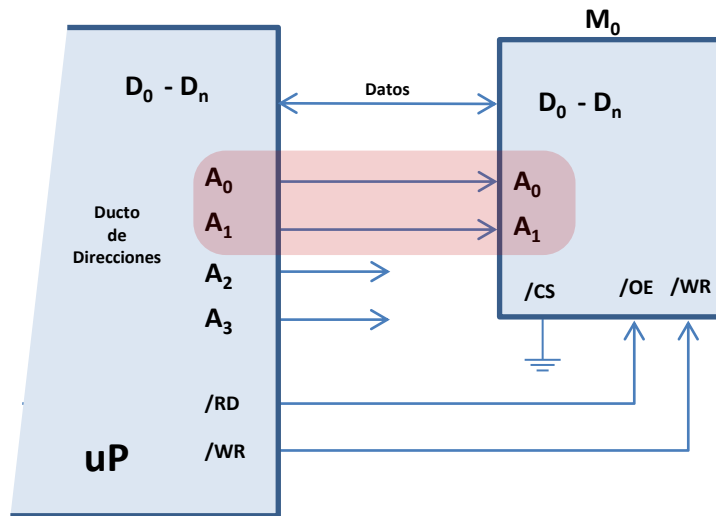 M₀
D₀ - Dₙ
Datos
D₀ - Dₙ
A₀
A₀
Ducto
de
Direcciones
A₁
A₁
A₂
A₃
/CS
/OE
/WR
/RD
/WR
uP